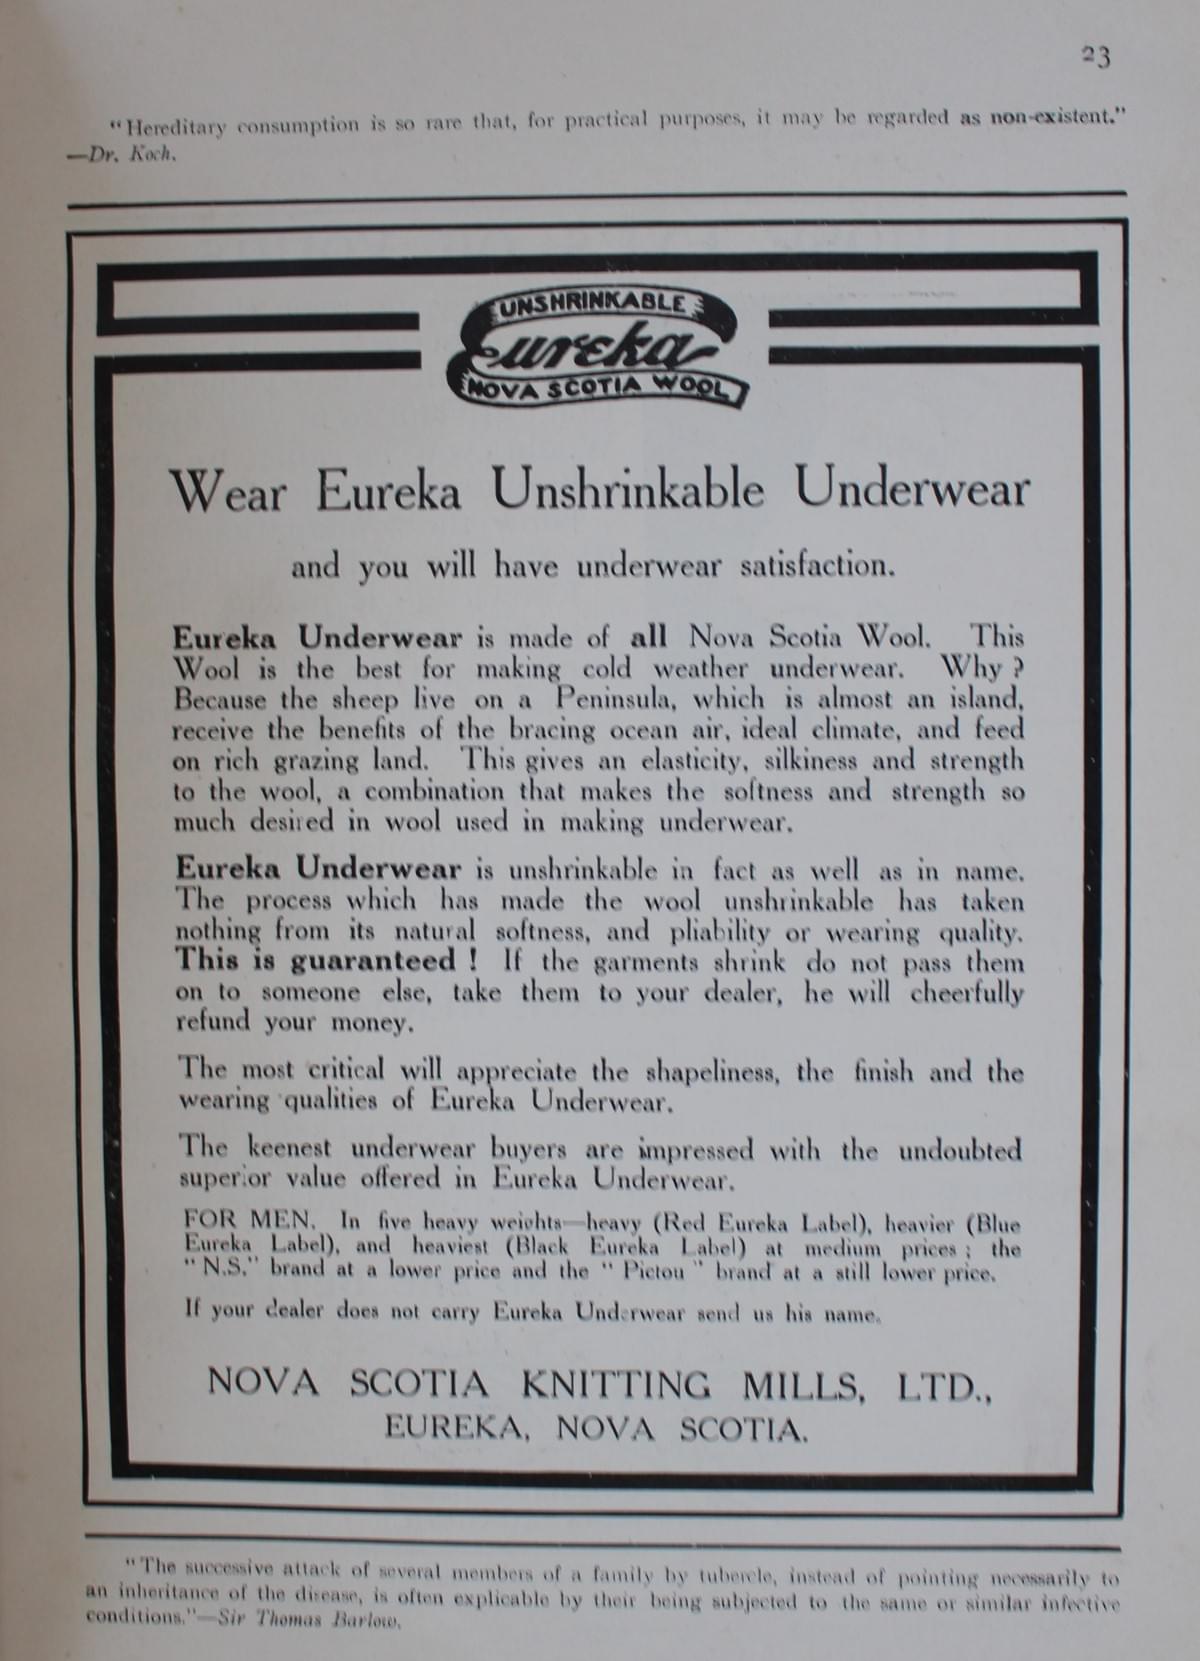 23
"Hereditary consumption is so rare that, for practical purposes, it may be regarded as non-existent."
—Dr. Koch.
UNSHRINKABLE
Eureka
NOVA SCOTIA WOOL
Wear Eureka Unshrinkable Underwear
and you will have underwear satisfaction.
Eureka Underwear is made of all Nova Scotia Wool. This
Wool is the best for making cold weather underwear. Why ?
Because the sheep live on a Peninsula, which is almost an island,
receive the benefits of the bracing ocean air, ideal climate, and feed
on rich grazing land. This gives an elasticity, silkiness and strength
to the wool, a combination that makes the softness and strength so
much desired in wool used in making underwear.
Eureka Underwear is unshrinkable in fact as well as in name.
The process which has made the wool unshrinkable has taken
nothing from its natural softness, and pliability or wearing quality.
This is guaranteed ! If the garments shrink do not pass them
on to someone else, take them to your dealer, he will cheerfully
refund your money.
The most critical will appreciate the shapeliness, the finish and the
wearing qualities of Eureka Underwear.
The keenest underwear buyers are impressed with the undoubted
superior value offered in Eureka Underwear.
FOR MEN. In five heavy weights—heavy (Red Eureka Label), heavier (Blue
Eureka Label), and heaviest (Black Eureka Label) at medium prices ; the
"N.S." brand at a lower price and the "Pictou" brand at a still lower price.
If your dealer does not carry Eureka Underwear send us his name.
NOVA SCOTIA KNITTING MILLS, LTD.,
EUREKA, NOVA SCOTIA.
"The successive attack of several members of a family by tubercle, instead of pointing necessarily to
an inheritance of the disease, is often explicable by their being subjected to the same or similar infective
conditions."—Sir Thomas Barlow.